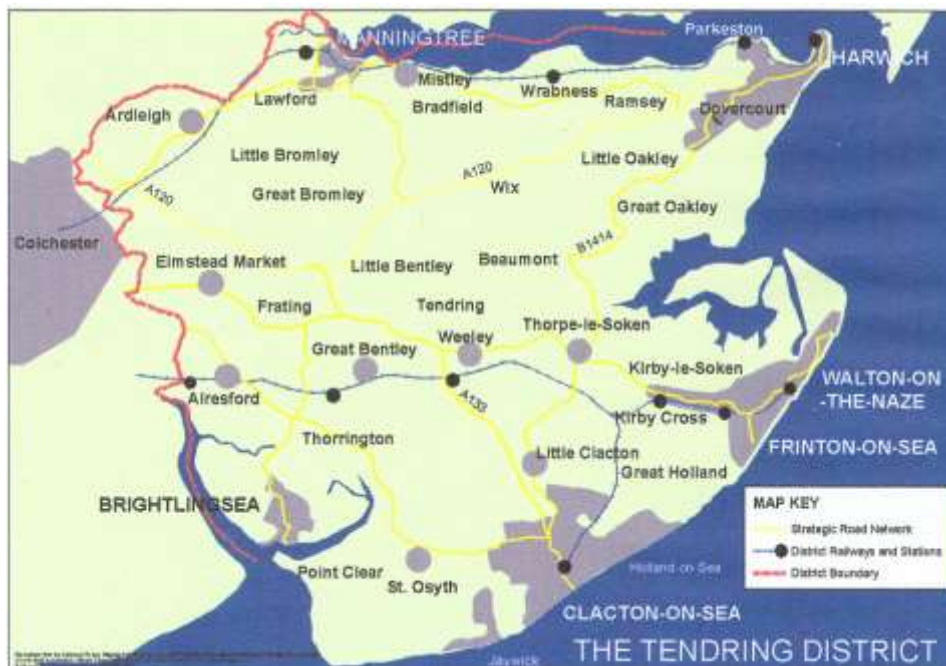 Parkeston
MANNINGTREE
HARWICH
Mistley
Wrabness
Lawford
Bradfield
Ramsey
Dovercourt
Ardleigh
Little Bromley
Little Oakley
A120
A120
Great Bromley
Wix
Great Oakley
Colchester
B1414
Elmstead Market
Little Bentley
Beaumont
Frating
Tendring
Thorpe-le-Soken
Weeley
Great Bentley
Kirby-le-Soken
WALTON-ON
-THE-NAZE
Alresford
A133
Kirby Cross
Thorrington
FRINTON-ON-SEA
Little Clacton
Great Holland
BRIGHTLINGSEA
MAP KEY
Strategic Road Network
District Railways and Stations
District Boundary
Point Clear
Holland-on-Sea
St. Osyth
CLACTON-ON-SEA
THE TENDRING DISTRICT
Jaywick